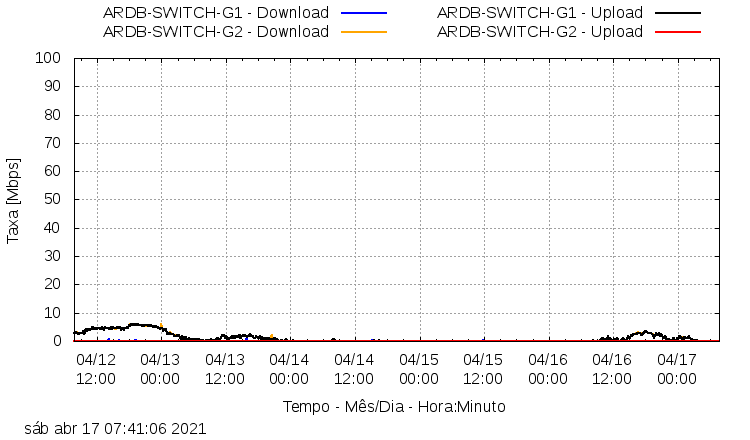 ARDB-SWITCH-G1 - Download ARDB-SWITCH-G1 - Upload
ARDB-SWITCH-G2 - Download ARDB-SWITCH-G2 - Upload
100
90
80
70
60
50
40
30
20
10
0
Taxa [Mbps]
04/12 04/13 04/13 04/14 04/14 04/15 04/15 04/16 04/16 04/17
12:00 00:00 12:00 00:00 12:00 00:00 12:00 00:00 12:00 00:00
Tempo - Mês/Dia - Hora:Minuto
sáb abr 17 07:41:06 2021